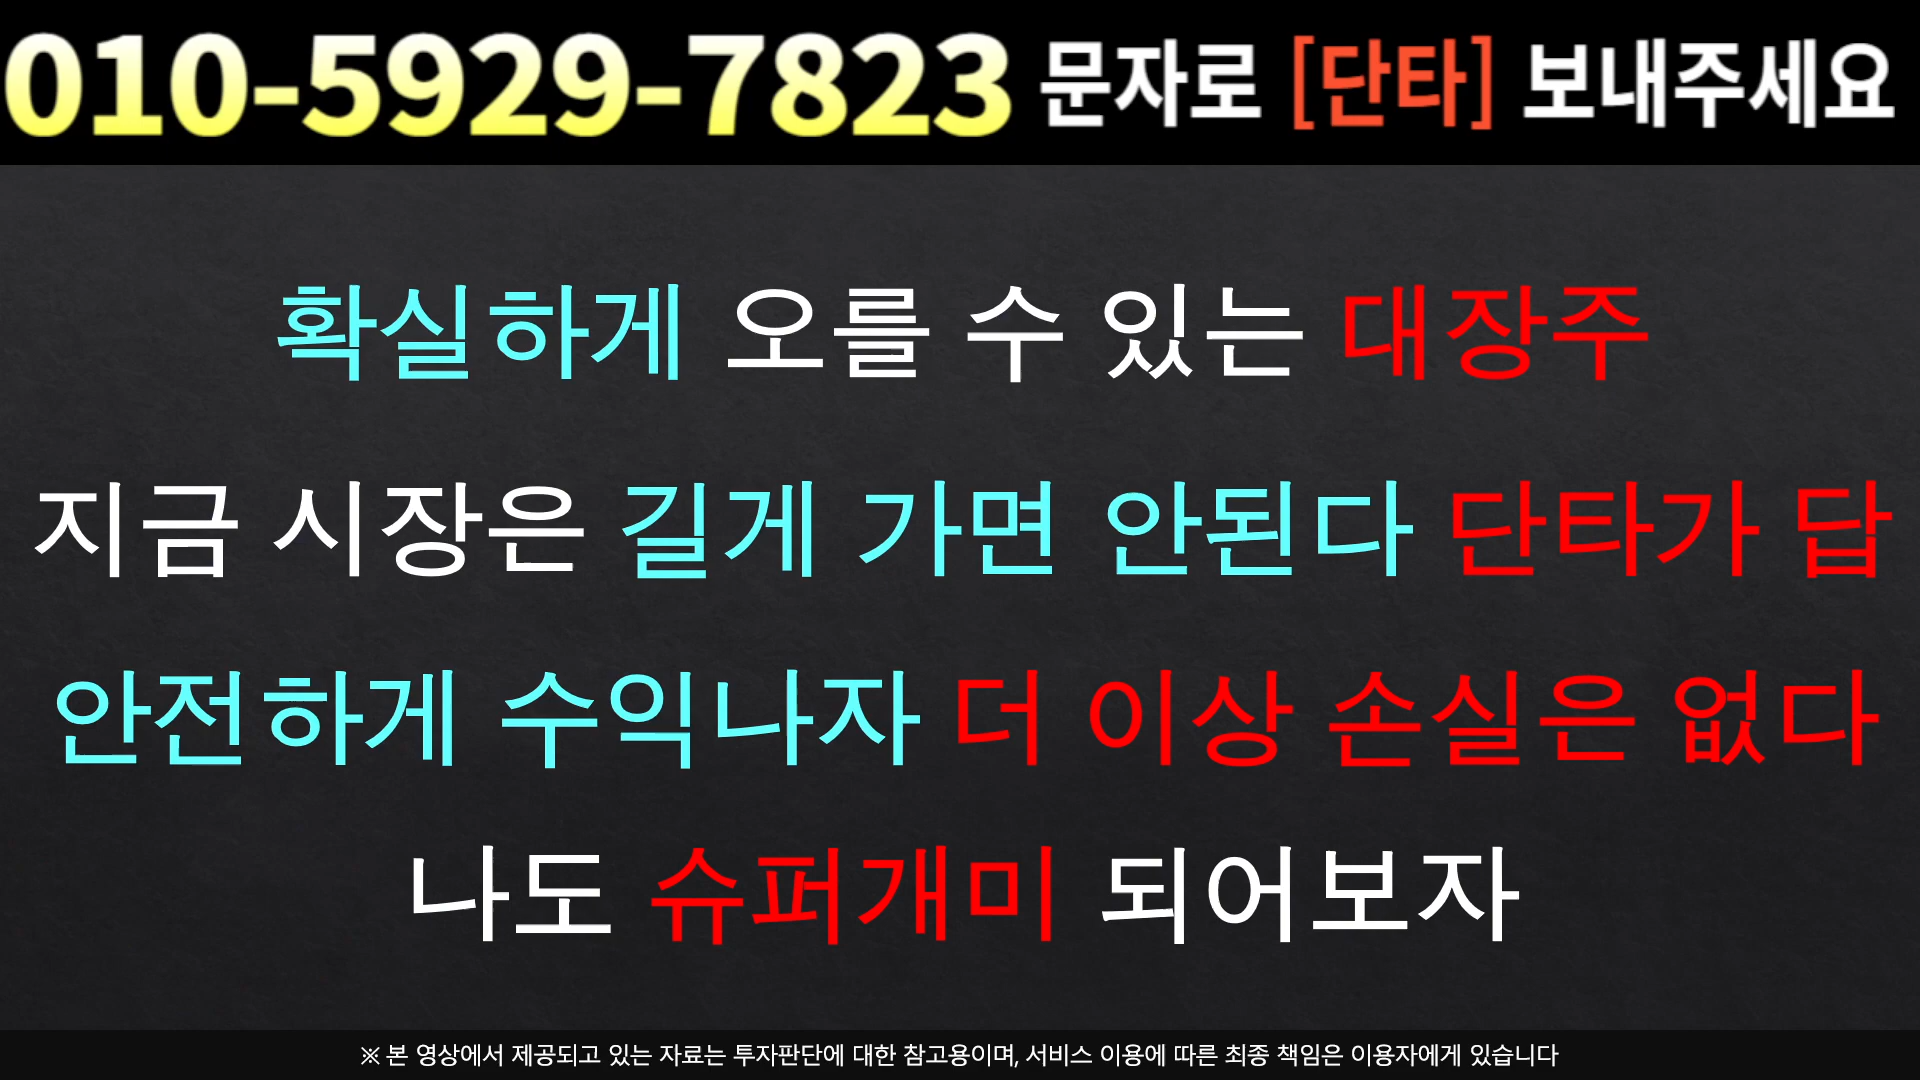 010-5929-7823 문자로 [단타] 보내주세요
확실하게 오를 수 있는 대장주
지금 시장은 길게 가면 안된다 단타가 답
안전하게 수익나자 더 이상 손실은 없다
나도 슈퍼개미 되어보자
※ 본 영상에서 제공되고 있는 자료는 투자판단에 대한 참고용이며, 서비스 이용에 따른 최종 책임은 이용자에게 있습니다